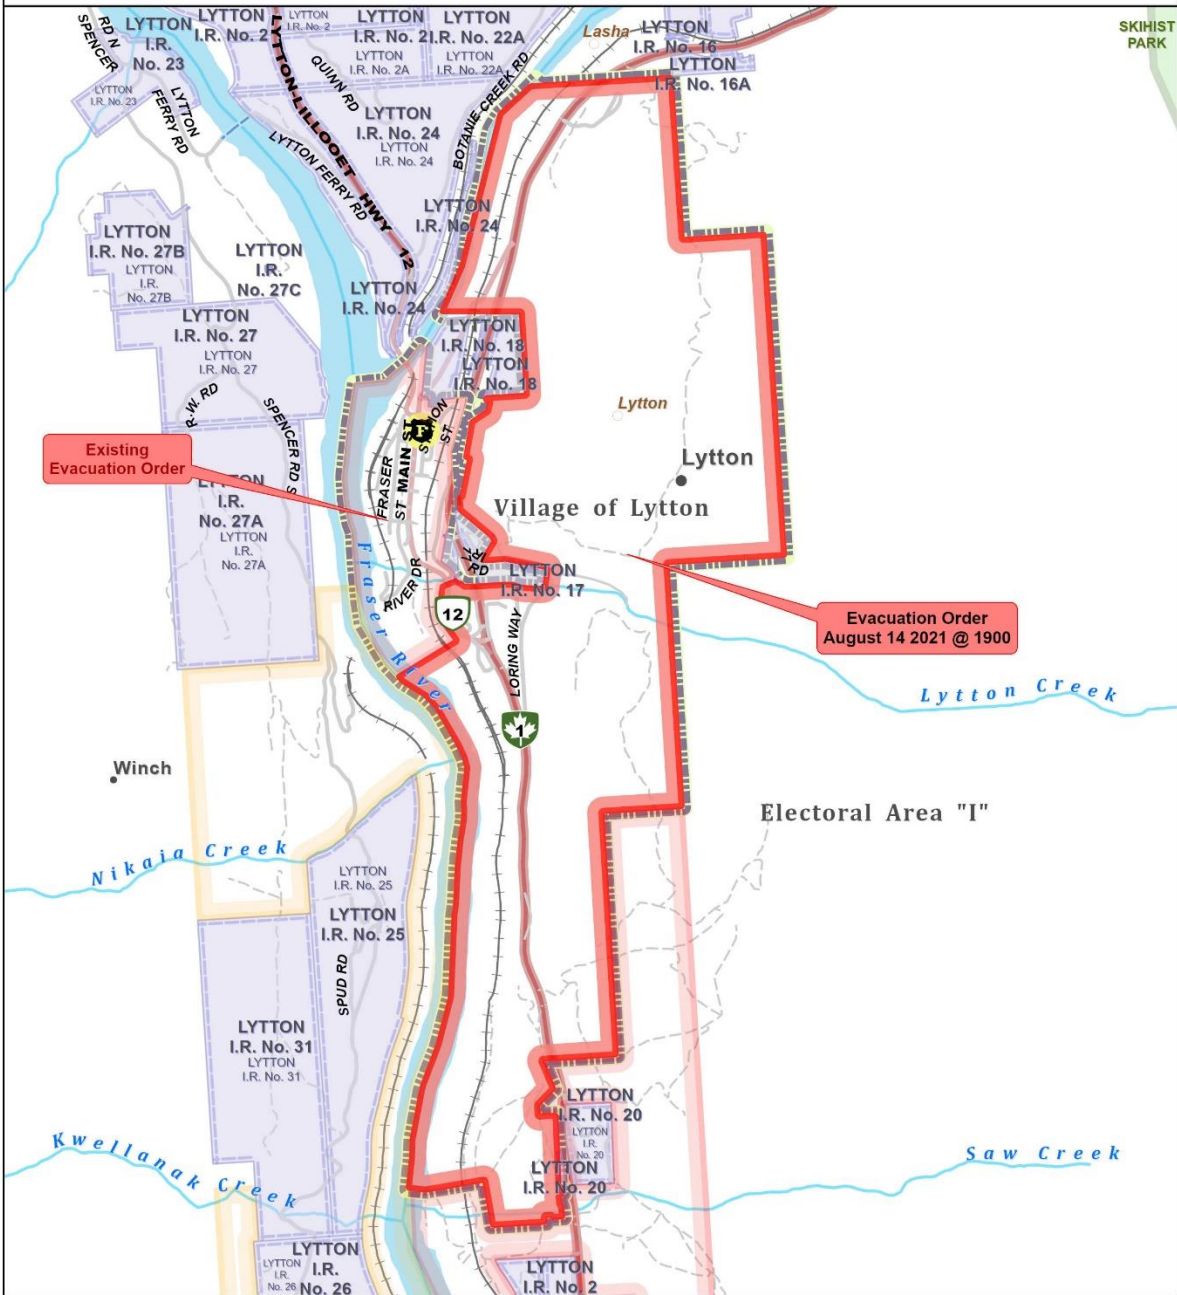 LYTTON
I.R.
No. 23
LYTTON
I.R. No. 2
LYTTON
I.R. No. 2
LYTTON
I.R. No. 2
LYTTON
I.R. No. 22A
LYTTON
I.R. No. 2A
LYTTON
I.R. No. 22A
Lasha
LYTTON
I.R. No. 16
LYTTON
I.R. No. 16A
SKIHIST
PARK
SPENCER
RD N
LYTTON
I.R. No. 23
LYTTON
FERRY RD
LYTTON-LILLOOET HWY 12
QUINN RD
BOTANIE CREEK RD
LYTTON FERRY RD
LYTTON
I.R. No. 24
LYTTON
I.R. No. 24
LYTTON
I.R. No. 24
LYTTON
I.R. No. 27B
LYTTON
I.R.
No. 27B
LYTTON
I.R.
No. 27C
LYTTON
I.R. No. 24
LYTTON
I.R. No. 27
LYTTON
I.R. No. 27
LYTTON
I.R. No. 18
LYTTON
I.R. No. 18
R.W. RD
SPENCER RD S
Lytton
Existing
Evacuation Order
MAIN ST
FRASER
ST
ST
Lytton
LYTTON
I.R.
No. 27A
LYTTON
I.R.
No. 27A
Village of Lytton
Fraser River
RIVER DR
LYTTON
I.R. No. 17
12
LORING WAY
Evacuation Order
August 14 2021 @ 1900
Lytton Creek
1
Winch
Electoral Area "I"
Nikaia Creek
LYTTON
I.R. No. 25
LYTTON
I.R. No. 25
SPUD RD
LYTTON
I.R. No. 31
LYTTON
I.R. No. 31
LYTTON
I.R. No. 20
LYTTON
I.R.
No. 20
LYTTON
I.R. No. 20
Kwellanak Creek
Saw Creek
LYTTON
I.R.
No. 26
LYTTON
I.R.
No. 26
LYTTON
I.R. No. 2